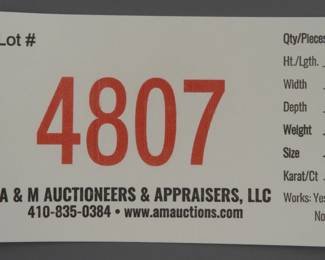 Lot #
4807
A & M AUCTIONEERS & APPRAISERS, LLC
410-835-0384 • www.amauctions.com
Qty/Pieces
Ht./Lgth.
Width
Depth
Weight
Size
Karat/Ct
Works: Yes
No